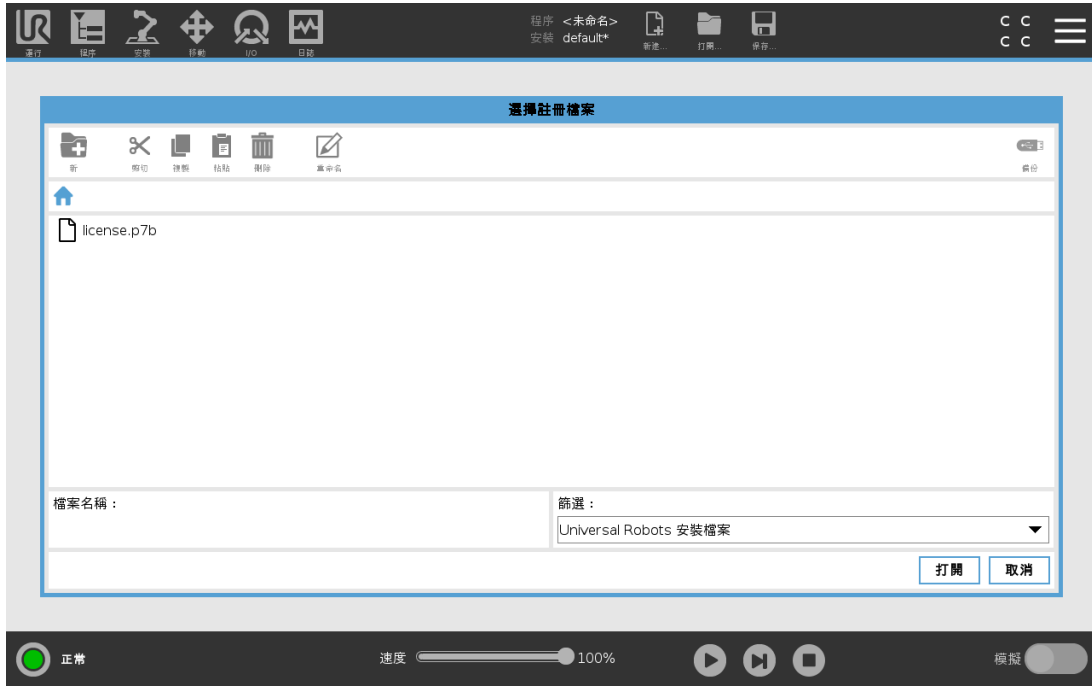 運行 程序 安裝 移動 I/O 日誌
程序 <未命名>
安裝 default*
新建... 打開... 保存...
C C
C C
選擇註冊檔案
新 剪切 複製 粘貼 刪除 重命名 備份
license.p7b
檔案名稱：
篩選：
Universal Robots 安裝檔案
打開 取消
正常 速度 100% 模擬